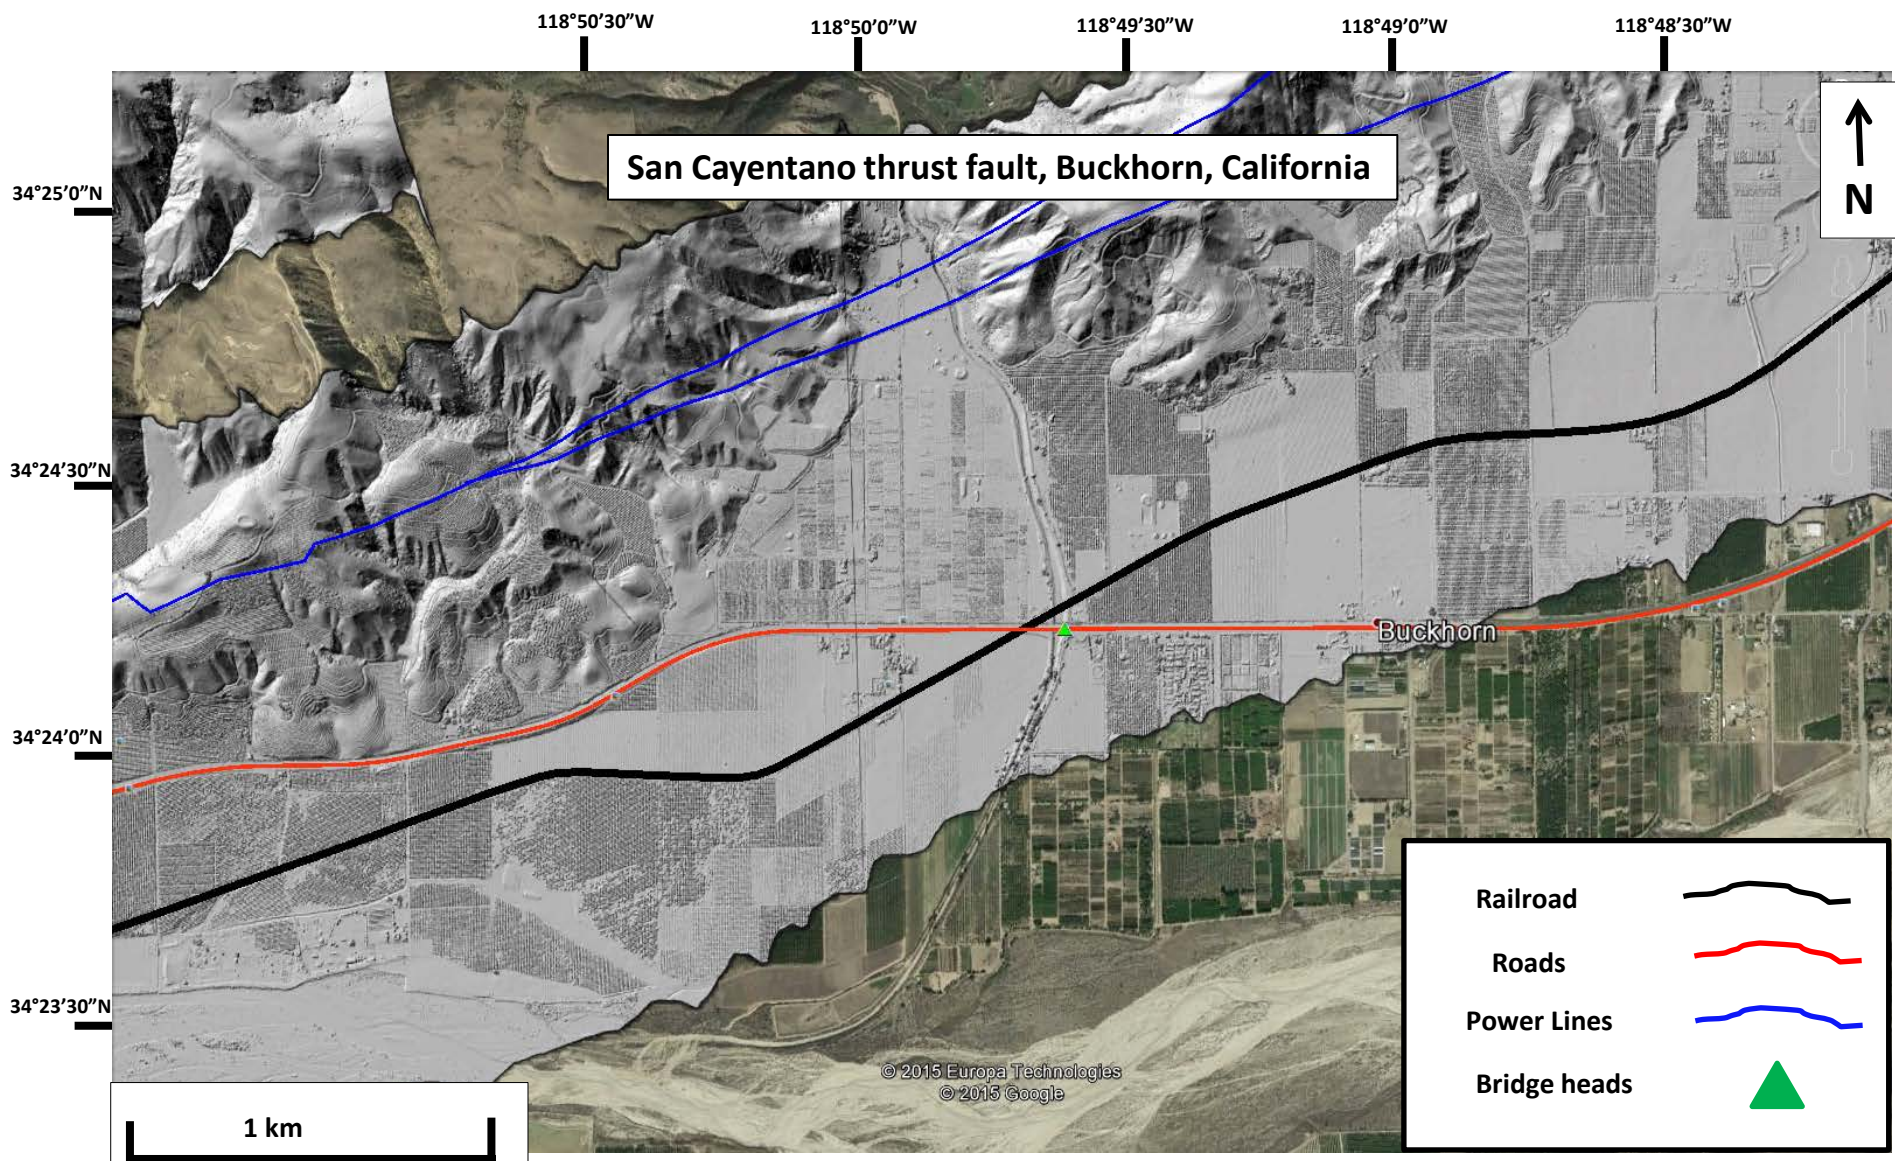 118°50'30”W
118°50'0”W
118°49'30”W
118°49'0”W
118°48'30”W
San Cayentano thrust fault, Buckhorn, California
N
34°25'0”N
34°24'30”N
34°24'0”N
34°23'30”N
Buckhorn
Railroad
Roads
Power Lines
Bridge heads
© 2015 Europa Technologies
© 2015 Google
1 km